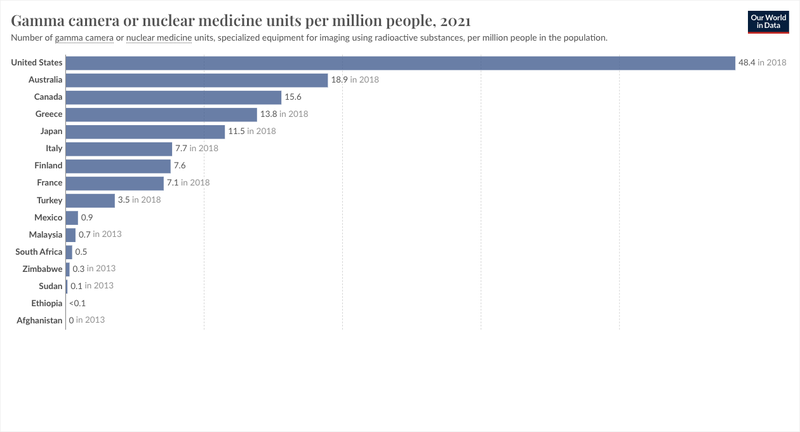 Gamma camera or nuclear medicine units per million people, 2021
Our World
in Data
Number of gamma camera or nuclear medicine units, specialized equipment for imaging using radioactive substances, per million people in the population.
United States 48.4 in 2018
Australia 18.9 in 2018
Canada 15.6
Greece 13.8 in 2018
Japan 11.5 in 2018
Italy 7.7 in 2018
Finland 7.6
France 7.1 in 2018
Turkey 3.5 in 2018
Mexico 0.9
Malaysia 0.7 in 2013
South Africa 0.5
Zimbabwe 0.3 in 2013
Sudan 0.1 in 2013
Ethiopia <0.1
Afghanistan 0 in 2013